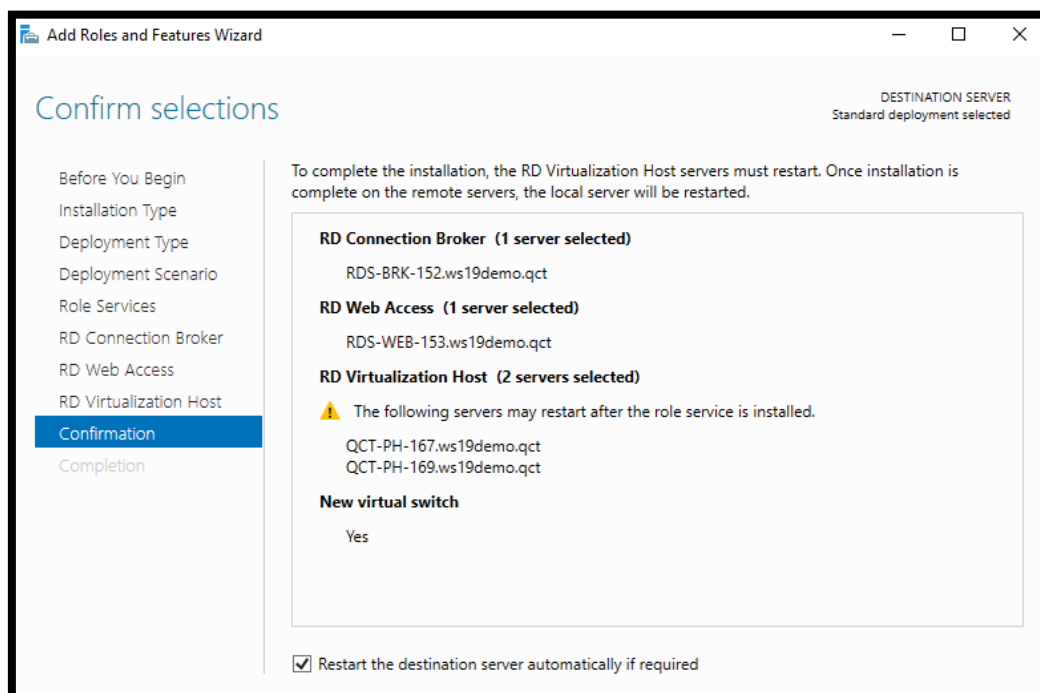 Add Roles and Features Wizard
Confirm selections
DESTINATION SERVER
Standard deployment selected
Before You Begin
Installation Type
Deployment Type
Deployment Scenario
Role Services
RD Connection Broker
RD Web Access
RD Virtualization Host
Confirmation
Completion
To complete the installation, the RD Virtualization Host servers must restart. Once installation is
complete on the remote servers, the local server will be restarted.
RD Connection Broker (1 server selected)
RDS-BRK-152.ws19demo.qct
RD Web Access (1 server selected)
RDS-WEB-153.ws19demo.qct
RD Virtualization Host (2 servers selected)
The following servers may restart after the role service is installed.
QCT-PH-167.ws19demo.qct
QCT-PH-169.ws19demo.qct
New virtual switch
Yes
Restart the destination server automatically if required